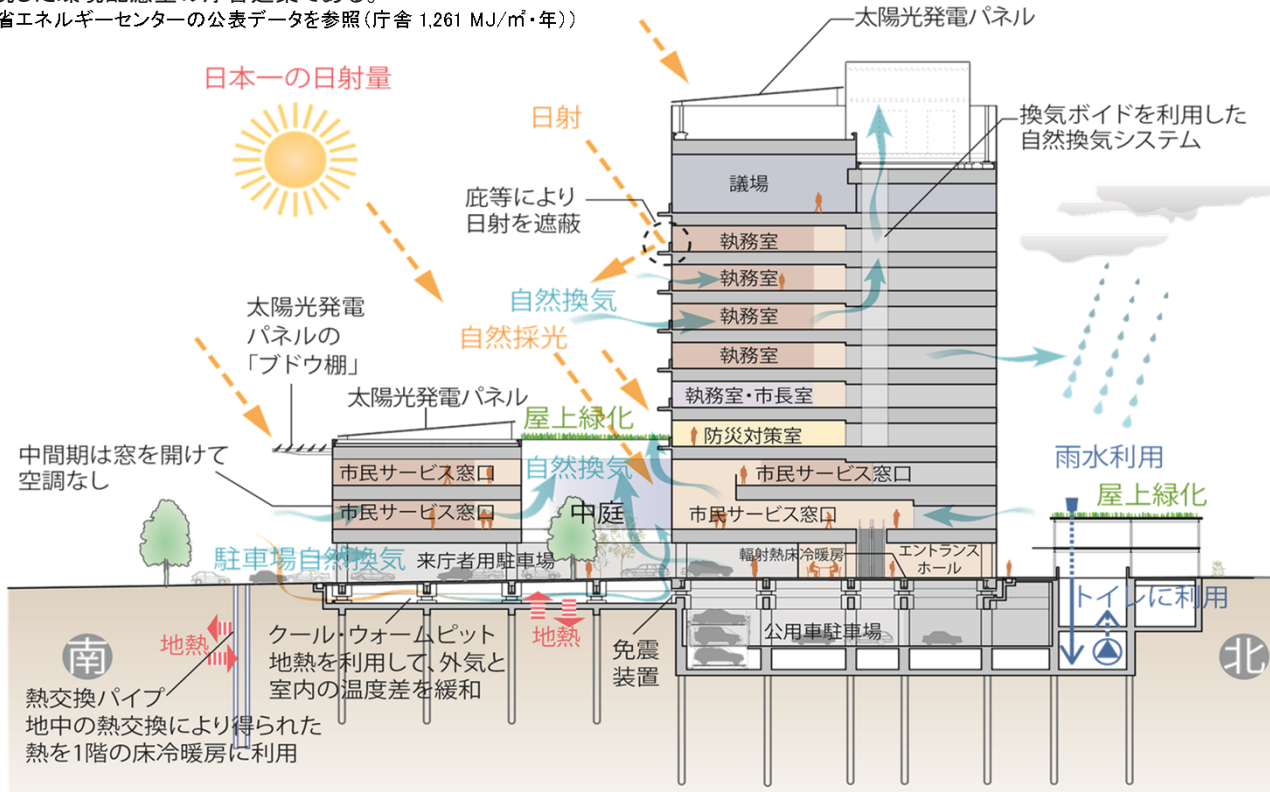 した環境配慮型の庁舎建築である。
省エネルギーセンターの公表データを参照(庁舎 1,261 MJ/㎡・年))
太陽光発電パネル
日本一の日射量
日射
換気ボイドを利用した
自然換気システム
議場
庇等により
日射を遮蔽
執務室
執務室
自然換気
執務室
太陽光発電
パネルの
「ブドウ棚」
自然採光
執務室
太陽光発電パネル
執務室・市長室
屋上緑化
防災対策室
中間期は窓を開けて
空調なし
市民サービス窓口
自然換気
市民サービス窓口
雨水利用
屋上緑化
市民サービス窓口
中庭
市民サービス窓口
駐車場自然換気
来庁者用駐車場
輻射熱床冷暖房
エントランス
ホール
トイレに利用
地熱
クール・ウォームピット
地熱を利用して、外気と
室内の温度差を緩和
地熱
免震
装置
公用車駐車場
南
北
熱交換パイプ
地中の熱交換により得られた
熱を1階の床冷暖房に利用